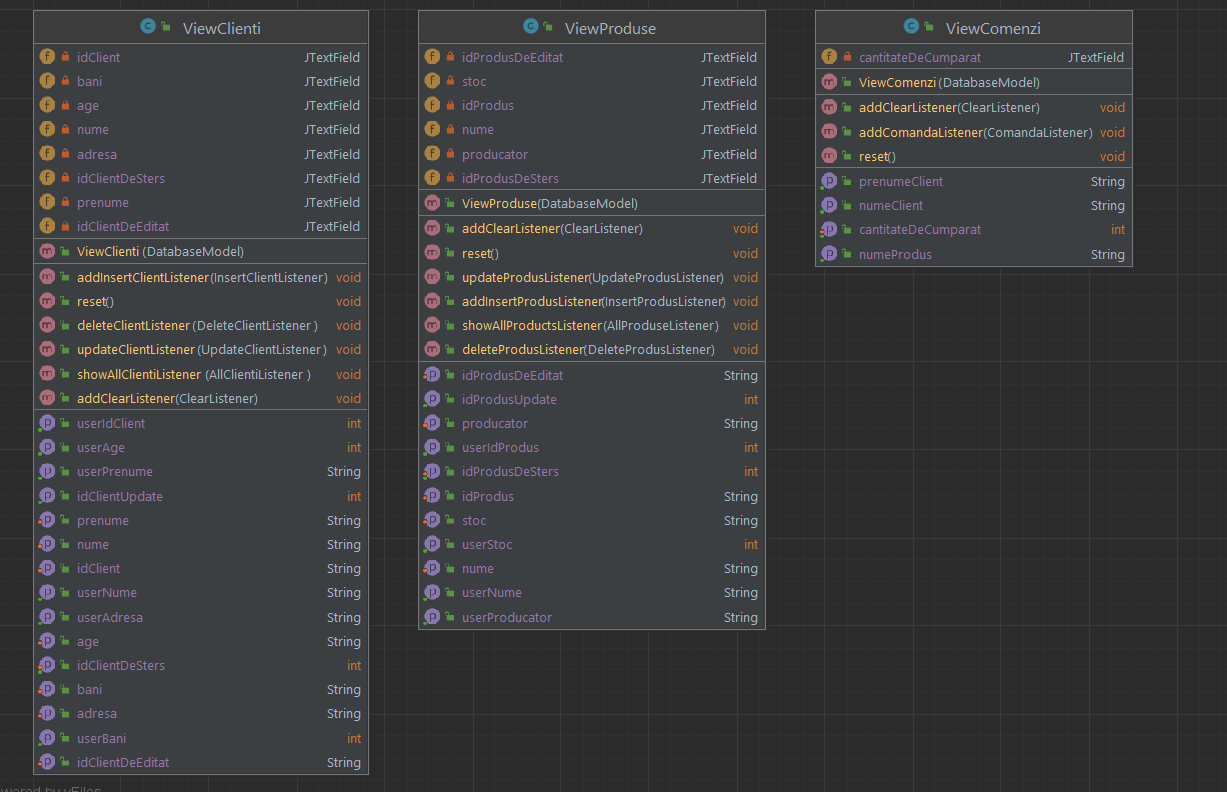 ViewClienti
idClient JTextField
bani JTextField
age JTextField
nume JTextField
adresa JTextField
idClientDeSters JTextField
prenume JTextField
idClientDeEditat JTextField
ViewClienti (DatabaseModel)
addInsertClientListener(InsertClientListener) void
reset() void
deleteClientListener (DeleteClientListener ) void
updateClientListener (UpdateClientListener ) void
showAllClientiListener (AllClientiListener ) void
addClearListener(ClearListener) void
userIdClient int
userAge int
userPrenume String
idClientUpdate int
prenume String
nume String
idClient String
userNume String
userAdresa String
age String
idClientDeSters int
bani String
adresa String
userBani int
idClientDeEditat String
ViewProduse
idProdusDeEditat JTextField
stoc JTextField
idProdus JTextField
nume JTextField
producator JTextField
idProdusDeSters JTextField
ViewProduse(DatabaseModel)
addClearListener(ClearListener) void
reset() void
updateProdusListener(UpdateProdusListener) void
addInsertProdusListener(InsertProdusListener) void
showAllProductsListener(AllProduseListener) void
deleteProdusListener(DeleteProdusListener) void
idProdusDeEditat String
idProdusUpdate int
producator String
userIdProdus int
idProdusDeSters int
idProdus String
stoc String
userStoc int
nume String
userNume String
userProducator String
ViewComenzi
cantitateDeCumparat JTextField
ViewComenzi (DatabaseModel)
addClearListener(ClearListener) void
addComandaListener(ComandaListener) void
reset() void
prenumeClient String
numeClient String
cantitateDeCumparat int
numeProdus String